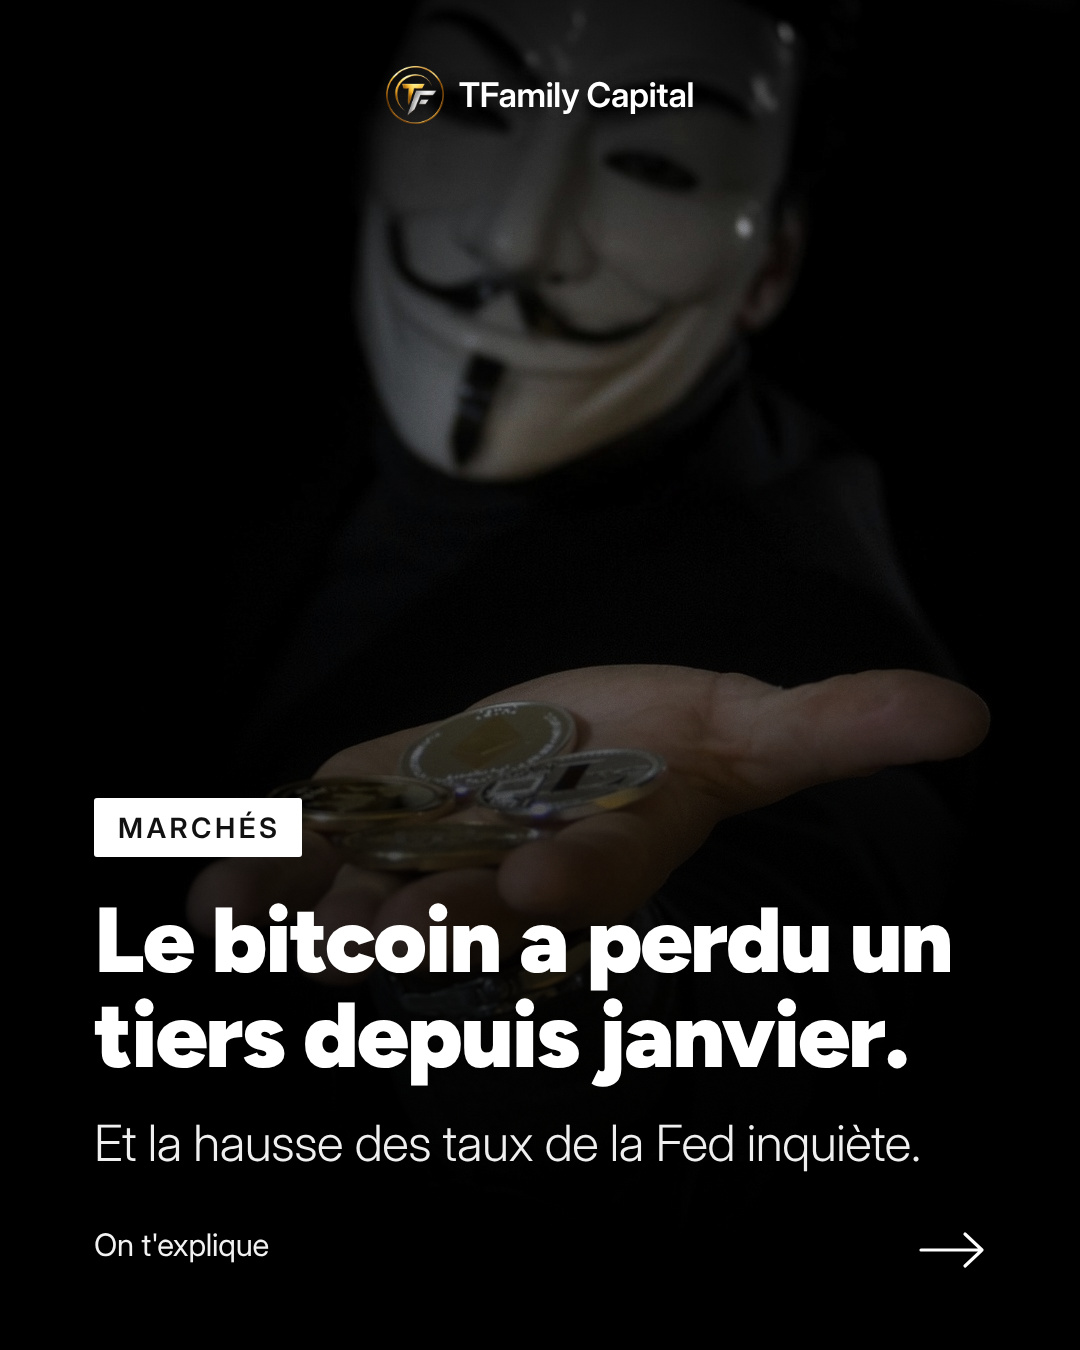 TFamily Capital
MARCHÉS
Le bitcoin a perdu un
tiers depuis janvier.
Et la hausse des taux de la Fed inquiète.
On t'explique